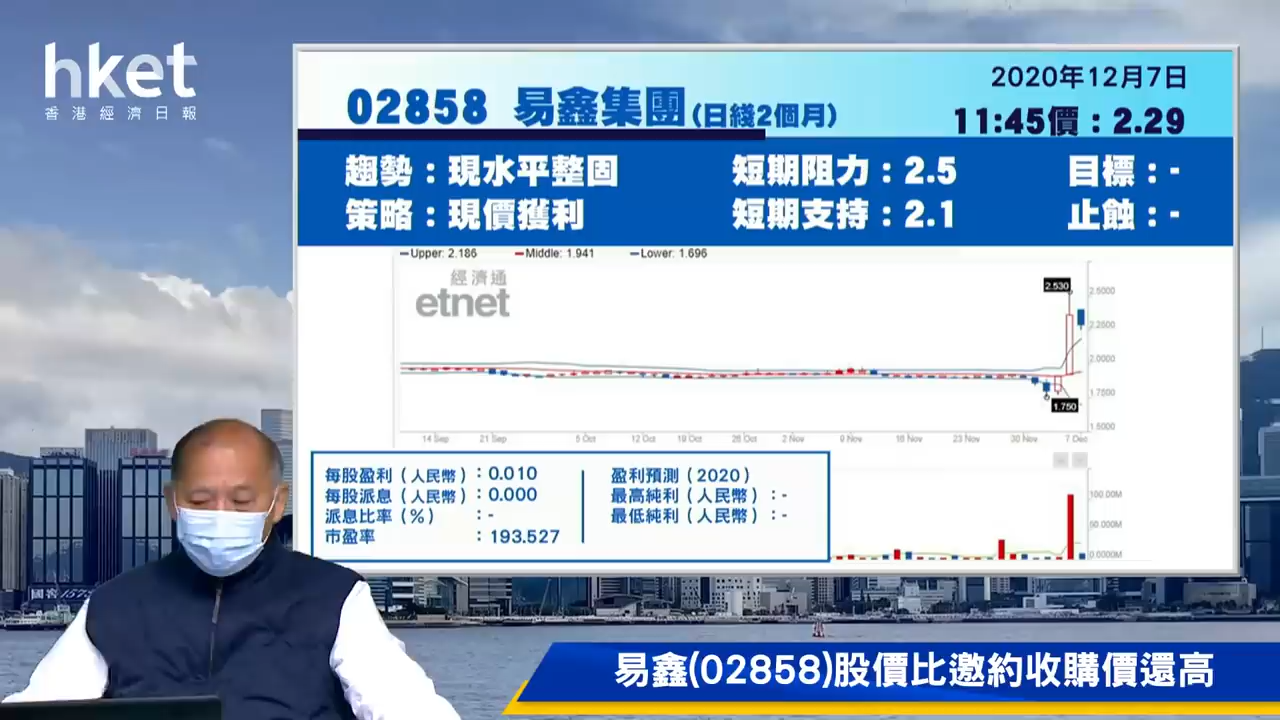 hket
香港經濟日報
2020年12月7日
02858 易鑫集團(日綫2個月)
11:45價：2.29
趨勢：現水平整固 短期阻力：2.5 目標：-
策略：現價獲利 短期支持：2.1 止蝕：-
Upper: 2.186 Middle: 1.941 Lower: 1.696
經濟通
etnet
2.530
2.5000
2.2500
2.0000
1.7500
1.750
1.5000
14 Sep 21 Sep 5 Oct 12 Oct 19 Oct 26 Oct 2 Nov 9 Nov 16 Nov 23 Nov 30 Nov 7 Dec
每股盈利（人民幣）：0.010 盈利預測（2020）
每股派息（人民幣）：0.000 最高純利（人民幣）：-
派息比率（%）：- 最低純利（人民幣）：-
市盈率：193.527
100.00M
50.000M
0.0000M
易鑫(02858)股價比邀約收購價還高